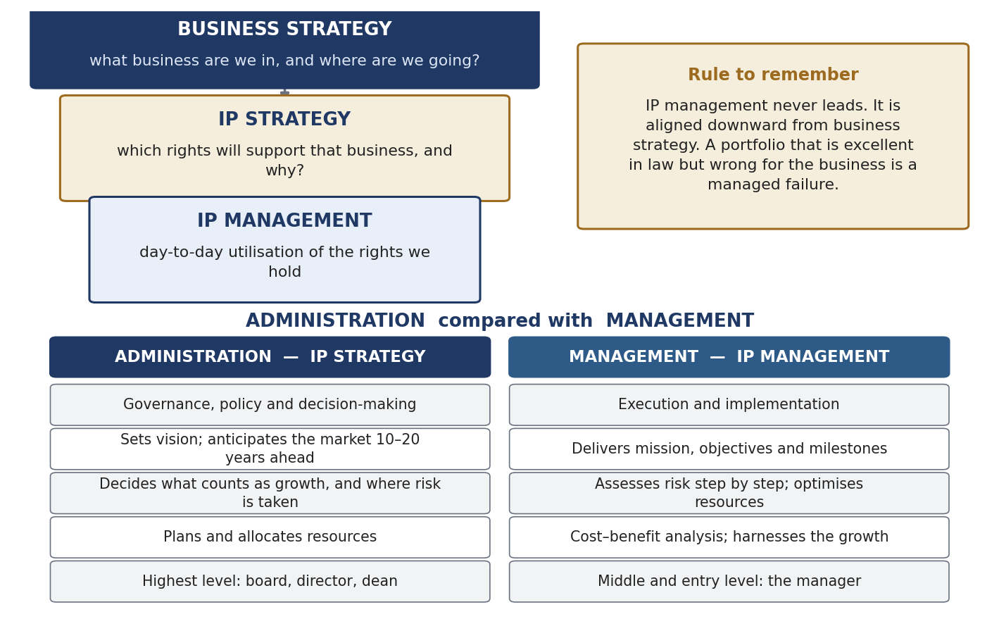 BUSINESS STRATEGY
what business are we in, and where are we going?
IP STRATEGY
which rights will support that business, and
why?
IP MANAGEMENT
day-to-day utilisation of the rights we
hold
Rule to remember
IP management never leads. It is
aligned downward from business
strategy. A portfolio that is excellent
in law but wrong for the business is a
managed failure.
ADMINISTRATION compared with MANAGEMENT
ADMINISTRATION — IP STRATEGY
MANAGEMENT — IP MANAGEMENT
Governance, policy and decision-making
Execution and implementation
Sets vision; anticipates the market 10–20
years ahead
Delivers mission, objectives and milestones
Decides what counts as growth, and where risk
is taken
Assesses risk step by step; optimises
resources
Plans and allocates resources
Cost–benefit analysis; harnesses the growth
Highest level: board, director, dean
Middle and entry level: the manager